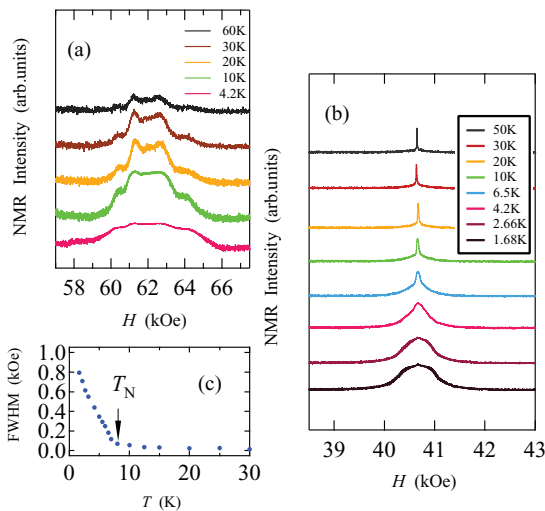 (a)
60K
30K
20K
10K
4.2K
NMR Intensity (arb.units)
58 60 62 64 66
H (kOe)
(b)
50K
30K
20K
10K
6.5K
4.2K
2.66K
1.68K
NMR Intensity (arb.units)
39 40 41 42 43
H (kOe)
(c)
TN
FWHM (kOe)
1.0
0.8
0.6
0.4
0.2
0.0
0 5 10 15 20 25 30
T (K)